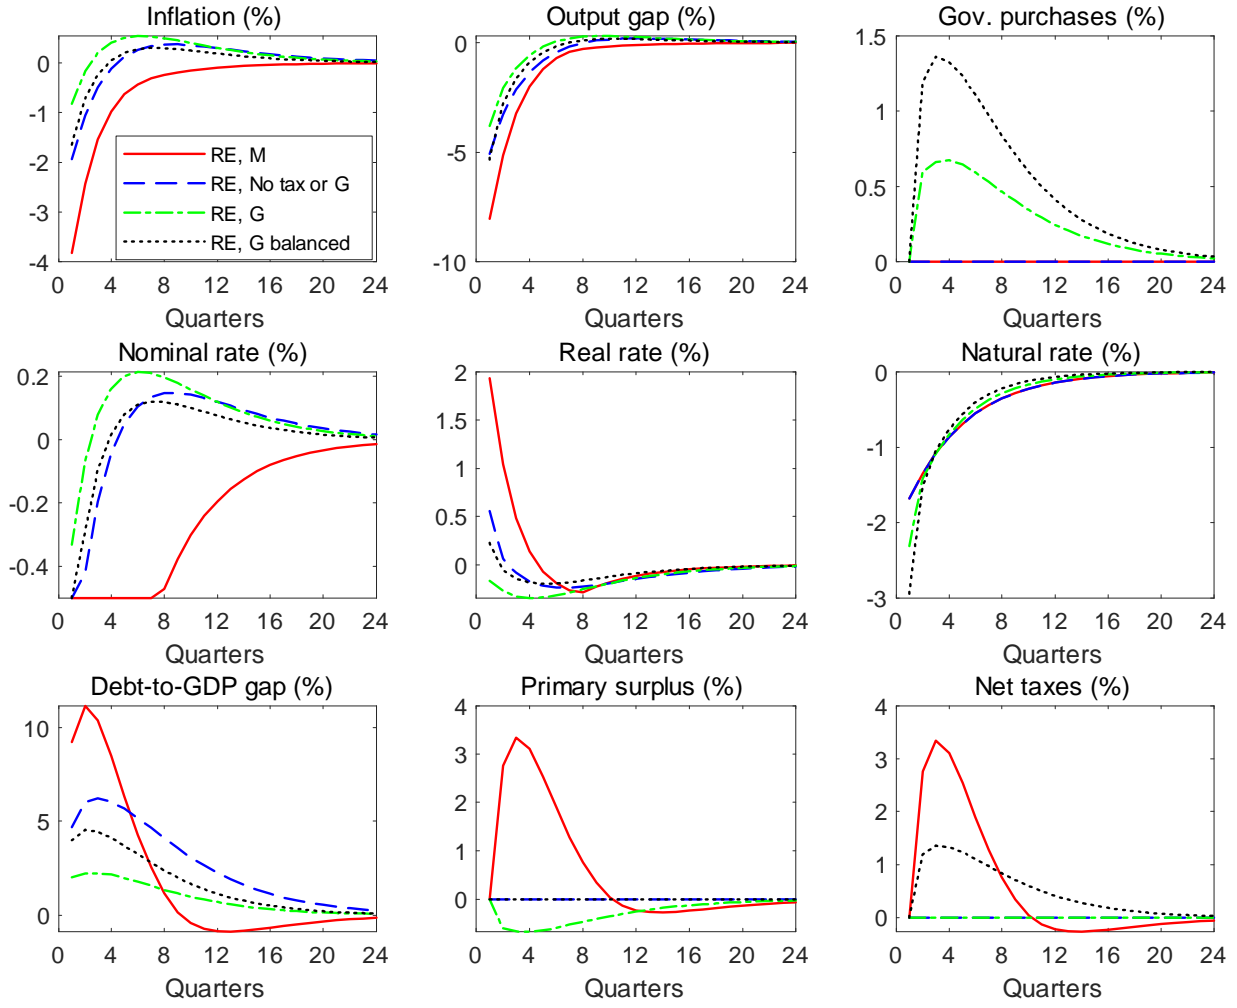 Inflation (%)
Output gap (%)
Gov. purchases (%)
0
-1
-2
-3
-4
RE, M
RE, No tax or G
RE, G
RE, G balanced
0 4 8 12 16 20 24
Quarters
0
-5
-10
0 4 8 12 16 20 24
Quarters
1.5
1
0.5
0
0 4 8 12 16 20 24
Quarters
Nominal rate (%)
Real rate (%)
Natural rate (%)
0.2
0
-0.2
-0.4
0 4 8 12 16 20 24
Quarters
2
1.5
1
0.5
0
0 4 8 12 16 20 24
Quarters
0
-1
-2
-3
0 4 8 12 16 20 24
Quarters
Debt-to-GDP gap (%)
Primary surplus (%)
Net taxes (%)
10
5
0
0 4 8 12 16 20 24
Quarters
4
3
2
1
0
-1
0 4 8 12 16 20 24
Quarters
4
3
2
1
0
0 4 8 12 16 20 24
Quarters